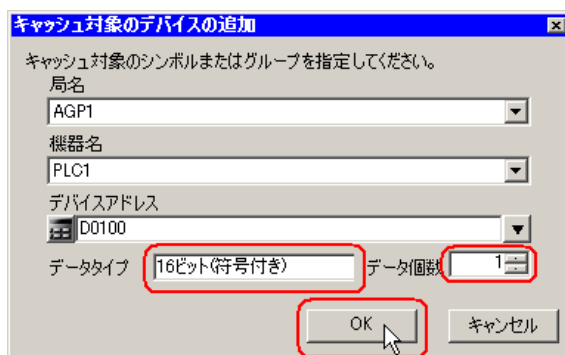 キャッシュ対象のデバイスの追加
キャッシュ対象のシンボルまたはグループを指定してください。
局名
AGP1
機器名
PLC1
デバイスアドレス
D0100
データタイプ 16ビット(符号付き) データ個数 1
OK キャンセル